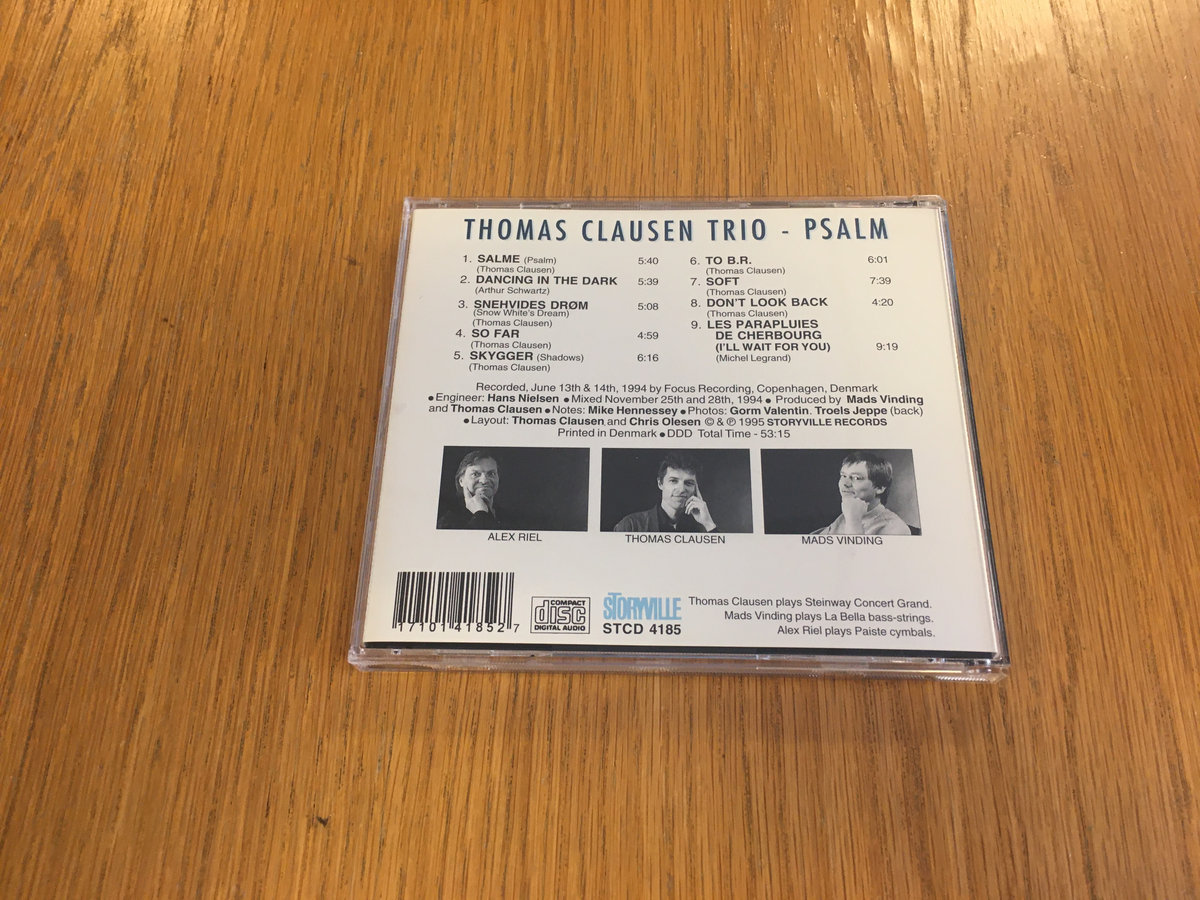 THOMAS CLAUSEN TRIO - PSALM
1. SALME (Psalm) 5:40
(Thomas Clausen)
2. DANCING IN THE DARK 5:39
(Arthur Schwartz)
3. SNEHVIDES DRØM 5:08
(Snow White's Dream)
(Thomas Clausen)
4. SO FAR 4:59
(Thomas Clausen)
5. SKYGGER (Shadows) 6:16
(Thomas Clausen)
6. TO B.R. 6:01
(Thomas Clausen)
7. SOFT 7:39
(Thomas Clausen)
8. DON'T LOOK BACK 4:20
(Thomas Clausen)
9. LES PARAPLUIES
DE CHERBOURG
(I'LL WAIT FOR YOU) 9:19
(Michel Legrand)
Recorded, June 13th & 14th, 1994 by Focus Recording, Copenhagen, Denmark
● Engineer: Hans Nielsen ● Mixed November 25th and 28th, 1994 ● Produced by Mads Vinding
and Thomas Clausen ● Notes: Mike Hennessey ● Photos: Gorm Valentin. Troels Jeppe (back)
● Layout: Thomas Clausen and Chris Olesen © & ℗ 1995 STORYVILLE RECORDS
Printed in Denmark ● DDD Total Time - 53:15
ALEX RIEL
THOMAS CLAUSEN
MADS VINDING
17101 41852 7
COMPACT
disc
DIGITAL AUDIO
STORYVILLE
STCD 4185
Thomas Clausen plays Steinway Concert Grand.
Mads Vinding plays La Bella bass-strings.
Alex Riel plays Paiste cymbals.